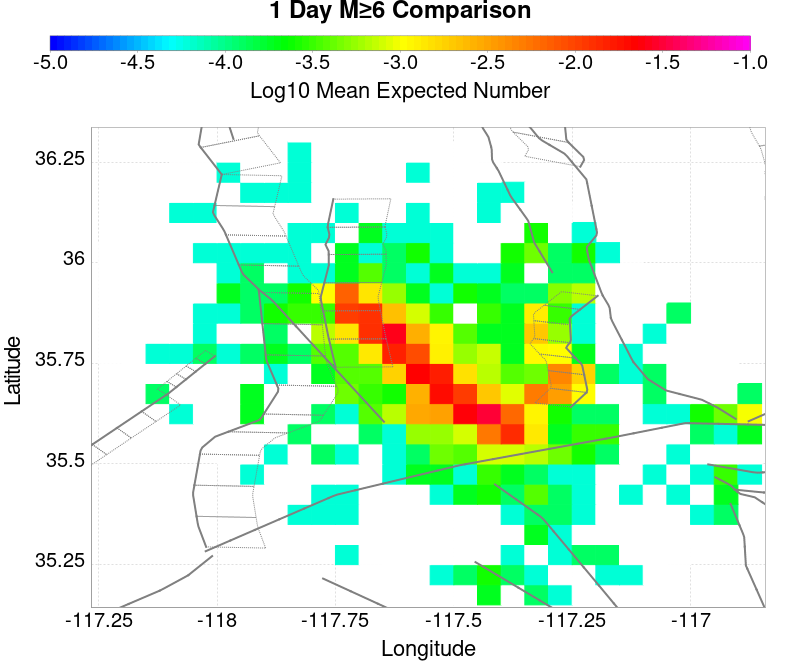 1 Day M≥6 Comparison
-5.0 -4.5 -4.0 -3.5 -3.0 -2.5 -2.0 -1.5 -1.0
Log10 Mean Expected Number
36.25
36
35.75
35.5
35.25
Latitude
-117.25 -118 -117.75 -117.5 -117.25 -117
Longitude